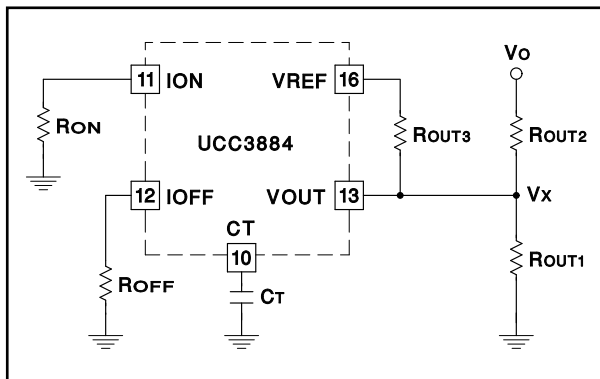 VO
11 ION
VREF 16
RON
ROUT3
ROUT2
UCC3884
12 IOFF
VOUT 13
VX
CT
10
ROFF
CT
ROUT1